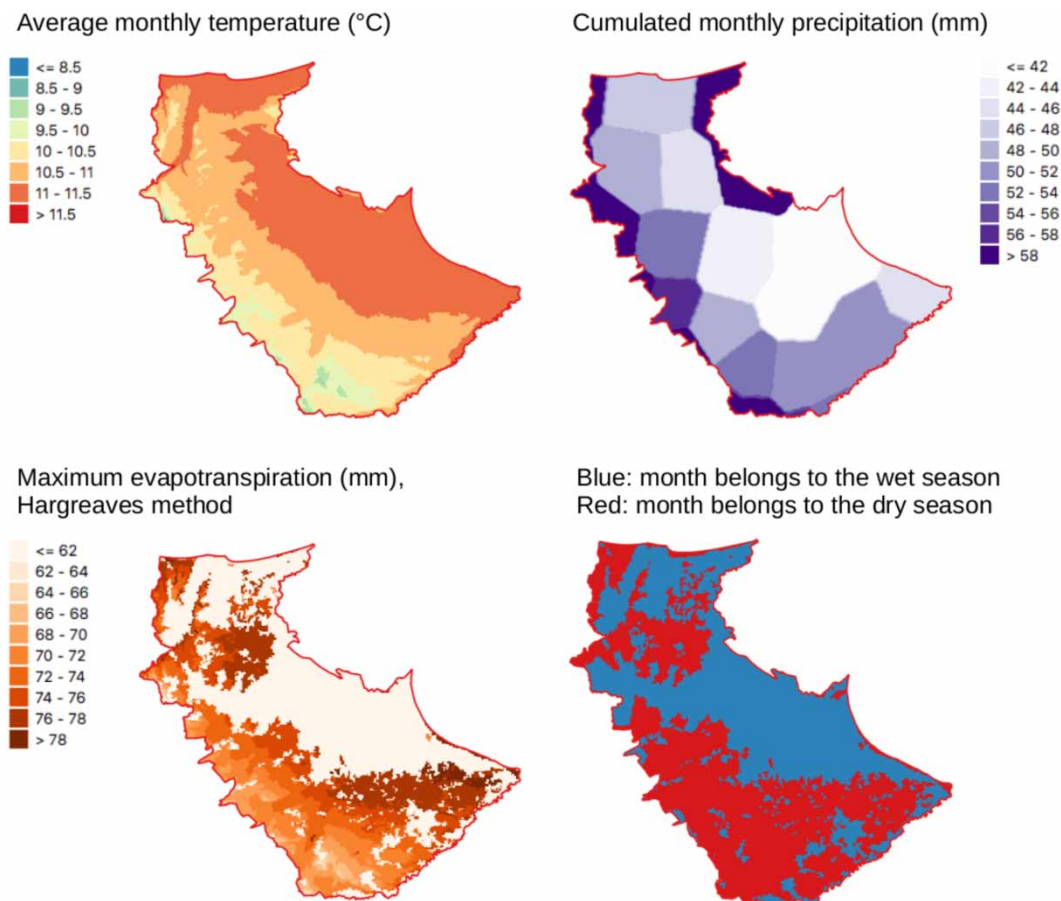 Average monthly temperature (°C)
<= 8.5
8.5 - 9
9 - 9.5
9.5 - 10
10 - 10.5
10.5 - 11
11 - 11.5
> 11.5
Cumulated monthly precipitation (mm)
<= 42
42 - 44
44 - 46
46 - 48
48 - 50
50 - 52
52 - 54
54 - 56
56 - 58
> 58
Maximum evapotranspiration (mm),
Hargreaves method
<= 62
62 - 64
64 - 66
66 - 68
68 - 70
70 - 72
72 - 74
74 - 76
76 - 78
> 78
Blue: month belongs to the wet season
Red: month belongs to the dry season